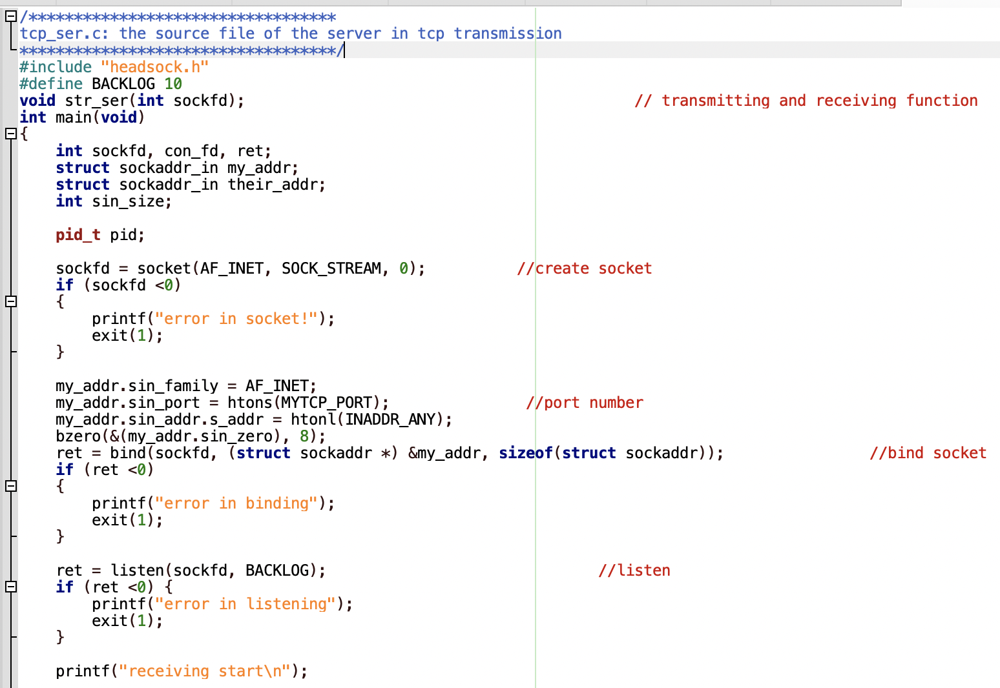 /**********************************
tcp_ser.c: the source file of the server in tcp transmission
***********************************/
#include "headsock.h"
#define BACKLOG 10
void str_ser(int sockfd); // transmitting and receiving function
int main(void)
{
int sockfd, con_fd, ret;
struct sockaddr_in my_addr;
struct sockaddr_in their_addr;
int sin_size;
pid_t pid;
sockfd = socket(AF_INET, SOCK_STREAM, 0); //create socket
if (sockfd <0)
{
printf("error in socket!");
exit(1);
}
my_addr.sin_family = AF_INET;
my_addr.sin_port = htons(MYTCP_PORT); //port number
my_addr.sin_addr.s_addr = htonl(INADDR_ANY);
bzero(&(my_addr.sin_zero), 8);
ret = bind(sockfd, (struct sockaddr *) &my_addr, sizeof(struct sockaddr)); //bind socket
if (ret <0)
{
printf("error in binding");
exit(1);
}
ret = listen(sockfd, BACKLOG); //listen
if (ret <0) {
printf("error in listening");
exit(1);
}
printf("receiving start\n");